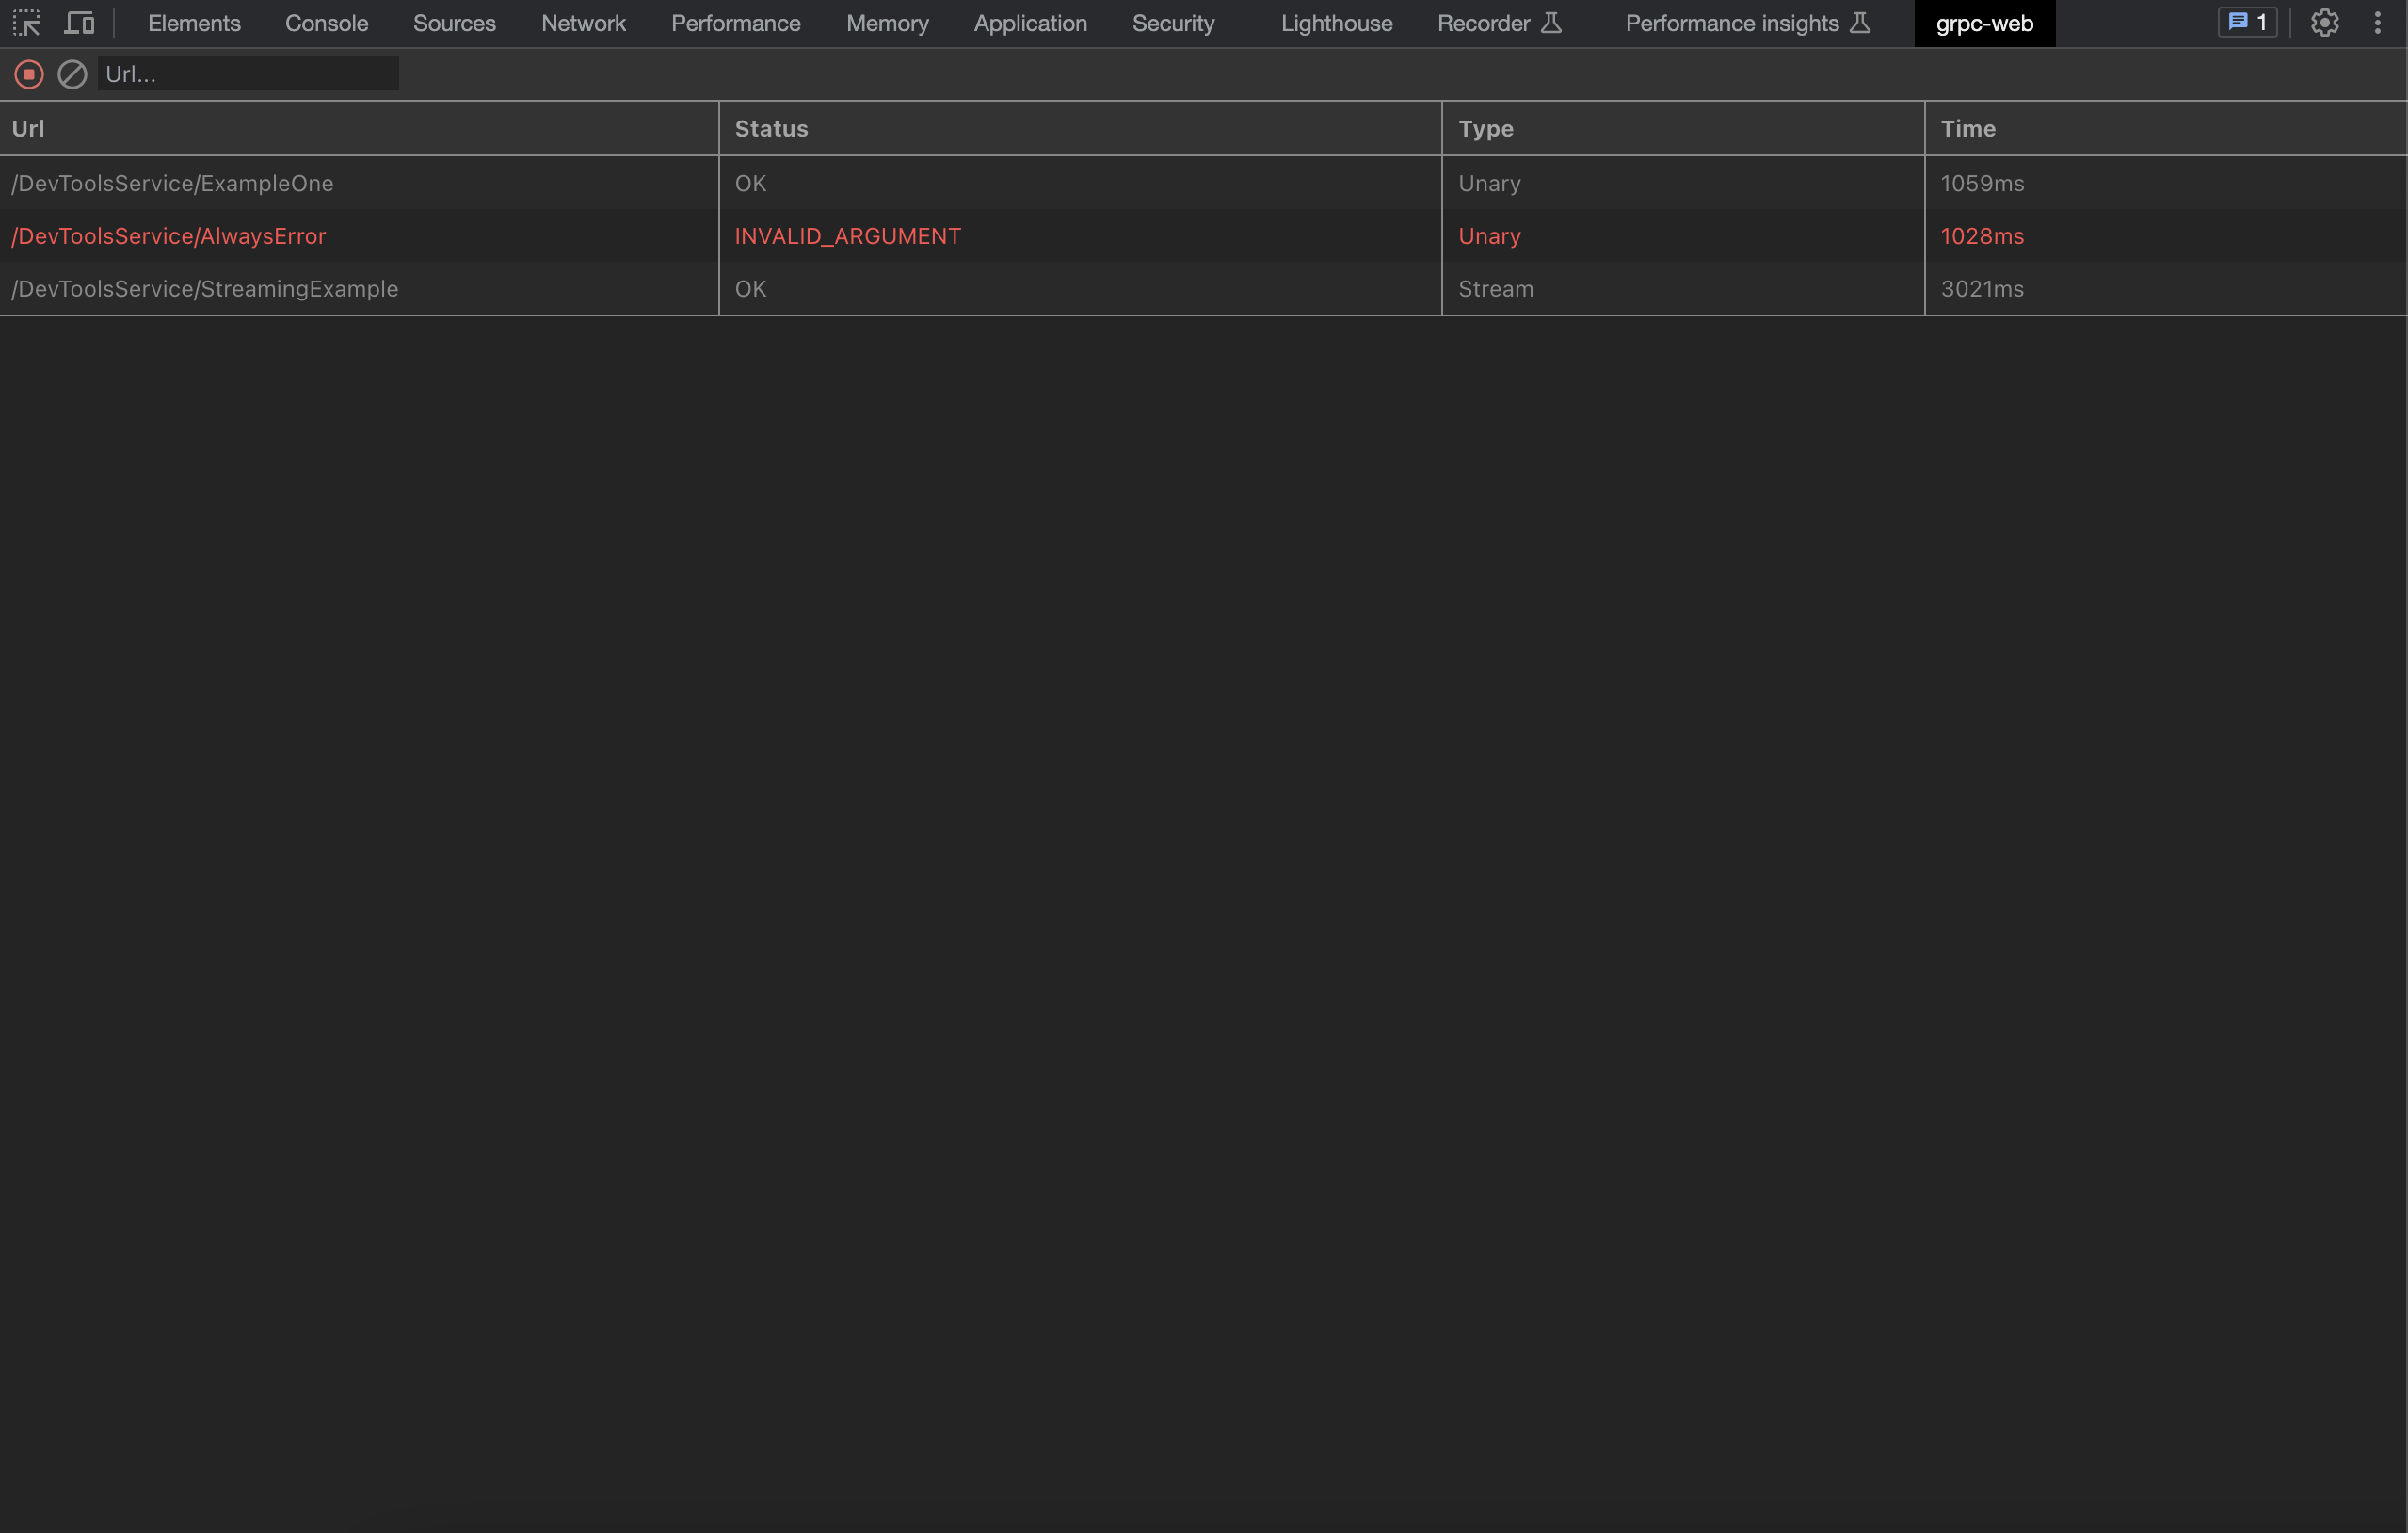 Elements Console Sources Network Performance Memory Application Security Lighthouse Recorder Performance insights grpc-web 1
Url...
Url Status Type Time
/DevToolsService/ExampleOne OK Unary 1059ms
/DevToolsService/AlwaysError INVALID_ARGUMENT Unary 1028ms
/DevToolsService/StreamingExample OK Stream 3021ms